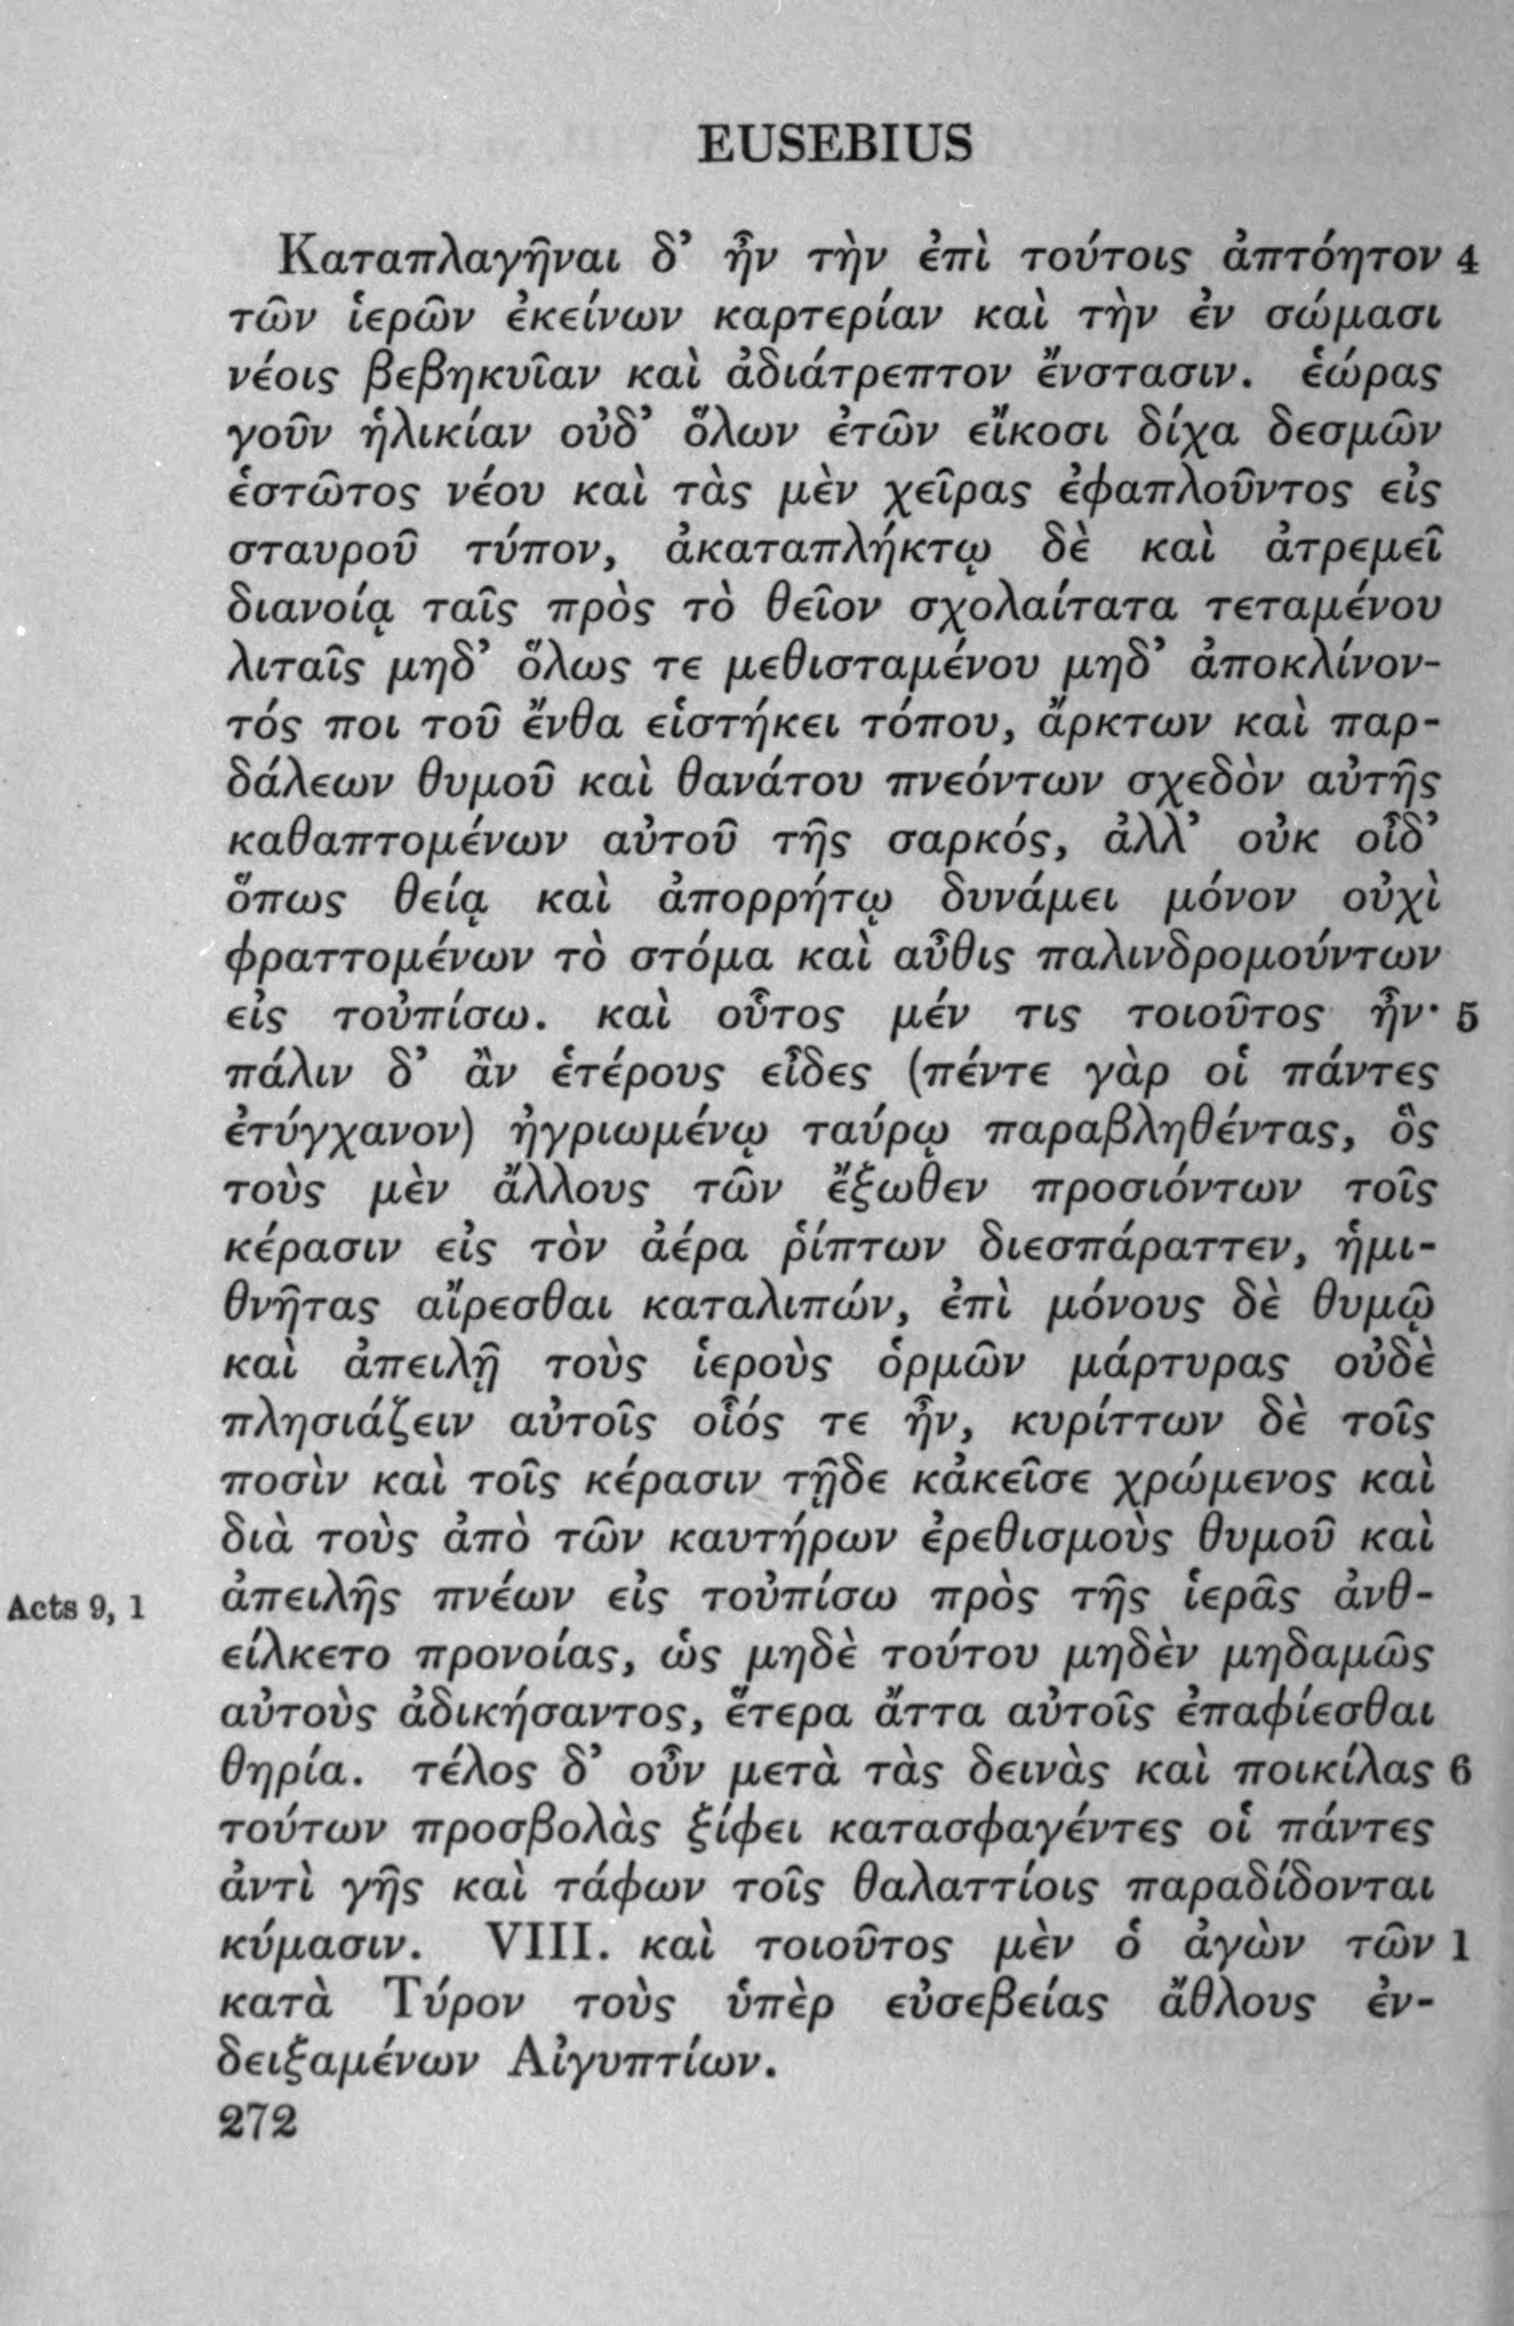 EUSEBIUS
Καταπλαγῆναι δ’ ἦν τὴν ἐπὶ τούτοις ἀπτόητον 4
τῶν ἱερῶν ἐκείνων καρτερίαν καὶ τὴν ἐν σώμασι
νέοις βεβηκυῖαν καὶ ἀδιάτρεπτον ἔνστασιν. ἑώρας
γοῦν ἡλικίαν οὐδ’ ὅλων ἐτῶν εἴκοσι δίχα δεσμῶν
ἑστῶτος νέου καὶ τὰς μὲν χεῖρας ἐφαπλοῦντος εἰς
σταυροῦ τύπον, ἀκαταπλήκτῳ δὲ καὶ ἀτρεμεῖ
διανοίᾳ ταῖς πρὸς τὸ θεῖον σχολαίτατα τεταμένου
λιταῖς μηδ’ ὅλως τε μεθισταμένου μηδ’ ἀποκλίνον-
τός ποι τοῦ ἔνθα εἱστήκει τόπου, ἄρκτων καὶ παρ-
δάλεων θυμοῦ καὶ θανάτου πνεόντων σχεδὸν αὐτῆς
καθαπτομένων αὐτοῦ τῆς σαρκός, ἀλλ’ οὐκ οἶδ’
ὅπως θείᾳ καὶ ἀπορρήτῳ δυνάμει μόνον οὐχὶ
φραττομένων τὸ στόμα καὶ αὖθις παλινδρομούντων
εἰς τοὐπίσω. καὶ οὗτος μέν τις τοιοῦτος ἦν· 5
πάλιν δ’ ἂν ἑτέρους εἶδες (πέντε γὰρ οἱ πάντες
ἐτύγχανον) ἠγριωμένῳ ταύρῳ παραβληθέντας, ὃς
τοὺς μὲν ἄλλους τῶν ἔξωθεν προσιόντων τοῖς
κέρασιν εἰς τὸν ἀέρα ῥίπτων διεσπάραττεν, ἡμι-
θνῆτας αἴρεσθαι καταλιπών, ἐπὶ μόνους δὲ θυμῷ
καὶ ἀπειλῇ τοὺς ἱεροὺς ὁρμῶν μάρτυρας οὐδὲ
πλησιάζειν αὐτοῖς οἷός τε ἦν, κυρίττων δὲ τοῖς
ποσὶν καὶ τοῖς κέρασιν τῇδε κἀκεῖσε χρώμενος καὶ
διὰ τοὺς ἀπὸ τῶν καυτήρων ἐρεθισμοὺς θυμοῦ καὶ
Acts 9, 1 ἀπειλῆς πνέων εἰς τοὐπίσω πρὸς τῆς ἱερᾶς ἀνθ-
είλκετο προνοίας, ὡς μηδὲ τούτου μηδὲν μηδαμῶς
αὐτοὺς ἀδικήσαντος, ἕτερα ἄττα αὐτοῖς ἐπαφίεσθαι
θηρία. τέλος δ’ οὖν μετὰ τὰς δεινὰς καὶ ποικίλας 6
τούτων προσβολὰς ξίφει κατασφαγέντες οἱ πάντες
ἀντὶ γῆς καὶ τάφων τοῖς θαλαττίοις παραδίδονται
κύμασιν. VIII. καὶ τοιοῦτος μὲν ὁ ἀγὼν τῶν 1
κατὰ Τύρον τοὺς ὑπὲρ εὐσεβείας ἄθλους ἐν-
δειξαμένων Αἰγυπτίων.
272